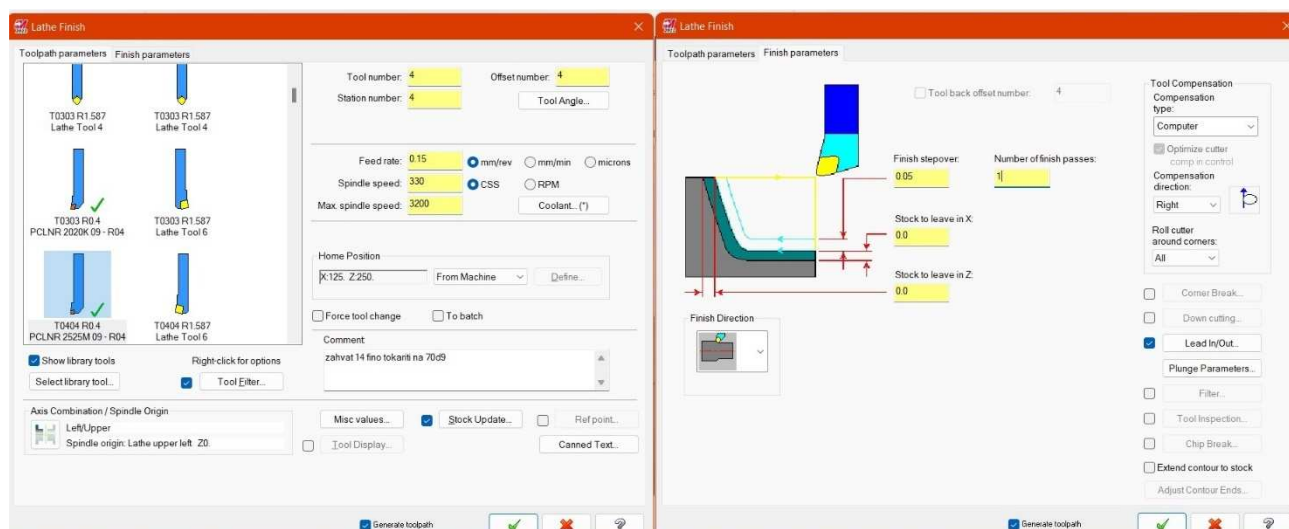 Lathe Finish
Toolpath parameters Finish parameters
T0303 R1.587 T0303 R1.587
Lathe Tool 4 Lathe Tool 4
T0303 R0.4 T0303 R1.587
PCLNR 2020K 09 - R04 Lathe Tool 6
T0404 R0.4 T0404 R1.587
PCLNR 2525M 09 - R04 Lathe Tool 6
Show library tools Right-click for options
Select library tool... Tool Filter...
Axis Combination / Spindle Origin
Left/Upper
Spindle origin: Lathe upper left Z0.
Tool number: 4 Offset number: 4
Station number: 4 Tool Angle...
Feed rate: 0.15 mm/rev mm/min microns
Spindle speed: 330 CSS RPM
Max. spindle speed: 3200 Coolant... (*)
Home Position
X:125. Z:250. From Machine Define...
Force tool change To batch
Comment
zahvat 14 fino tokariti na 70d9
Misc values... Stock Update... Ref point...
Tool Display... Canned Text...
Generate toolpath
Lathe Finish
Toolpath parameters Finish parameters
Tool back offset number: 4
Finish stepover: Number of finish passes:
0.05 1
Stock to leave in X:
0.0
Stock to leave in Z:
0.0
Finish Direction
Tool Compensation
Compensation
type:
Computer
Optimize cutter
comp in control
Compensation
direction:
Right
Roll cutter
around corners:
All
Corner Break...
Down cutting...
Lead In/Out...
Plunge Parameters...
Filter...
Tool Inspection...
Chip Break...
Extend contour to stock
Adjust Contour Ends...
Generate toolpath